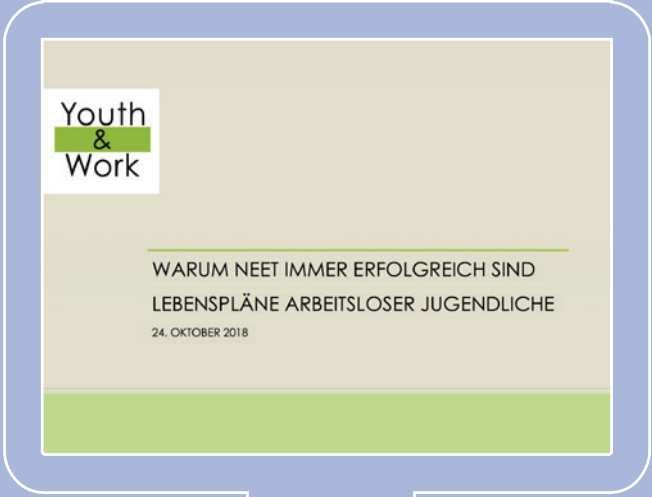 Youth
&
Work
WARUM NEET IMMER ERFOLGREICH SIND
LEBENSPLÄNE ARBEITSLOSER JUGENDLICHE
24. OKTOBER 2018